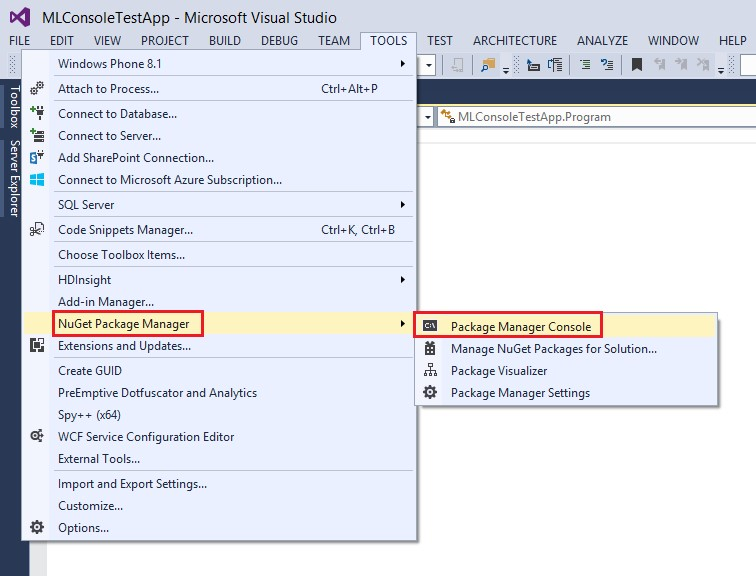 MLConsoleTestApp - Microsoft Visual Studio
FILE EDIT VIEW PROJECT BUILD DEBUG TEAM TOOLS TEST ARCHITECTURE ANALYZE WINDOW HELP
Toolbox
Server Explorer
MLConsoleTestApp.Program
Windows Phone 8.1
Attach to Process... Ctrl+Alt+P
Connect to Database...
Connect to Server...
Add SharePoint Connection...
Connect to Microsoft Azure Subscription...
SQL Server
Code Snippets Manager... Ctrl+K, Ctrl+B
Choose Toolbox Items...
HDInsight
Add-in Manager...
NuGet Package Manager
Extensions and Updates...
Create GUID
PreEmptive Dotfuscator and Analytics
Spy++ (x64)
WCF Service Configuration Editor
External Tools...
Import and Export Settings...
Customize...
Options...
C:\ Package Manager Console
Manage NuGet Packages for Solution...
Package Visualizer
Package Manager Settings